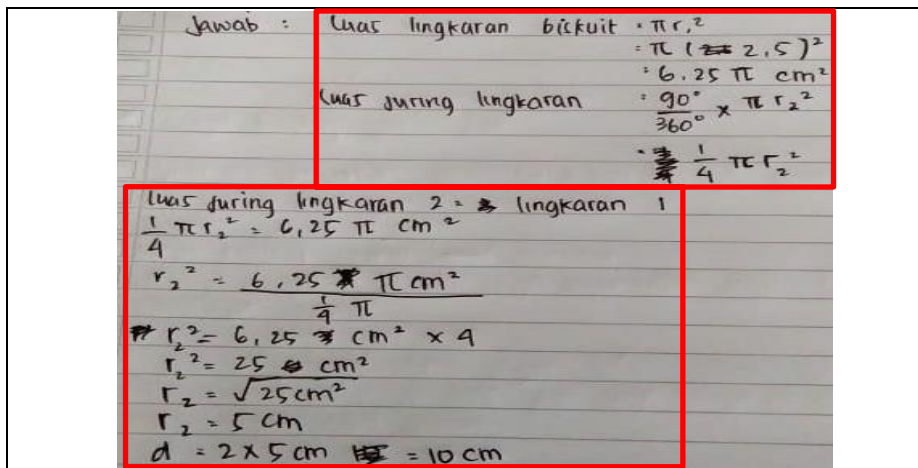 Jawab : Luas lingkaran biskuit = πr₁²
= π (2,5)²
= 6,25 π cm²
Luas juring lingkaran = 90°/360° × π r₂²
= 1/4 π r₂²
Luas juring lingkaran 2 = lingkaran 1
1/4 π r₂² = 6,25 π cm²
r₂² = 6,25 π cm² / 1/4 π
r₂² = 6,25 cm² × 4
r₂² = 25 cm²
r₂ = √25cm²
r₂ = 5 cm
d = 2 × 5 cm = 10 cm